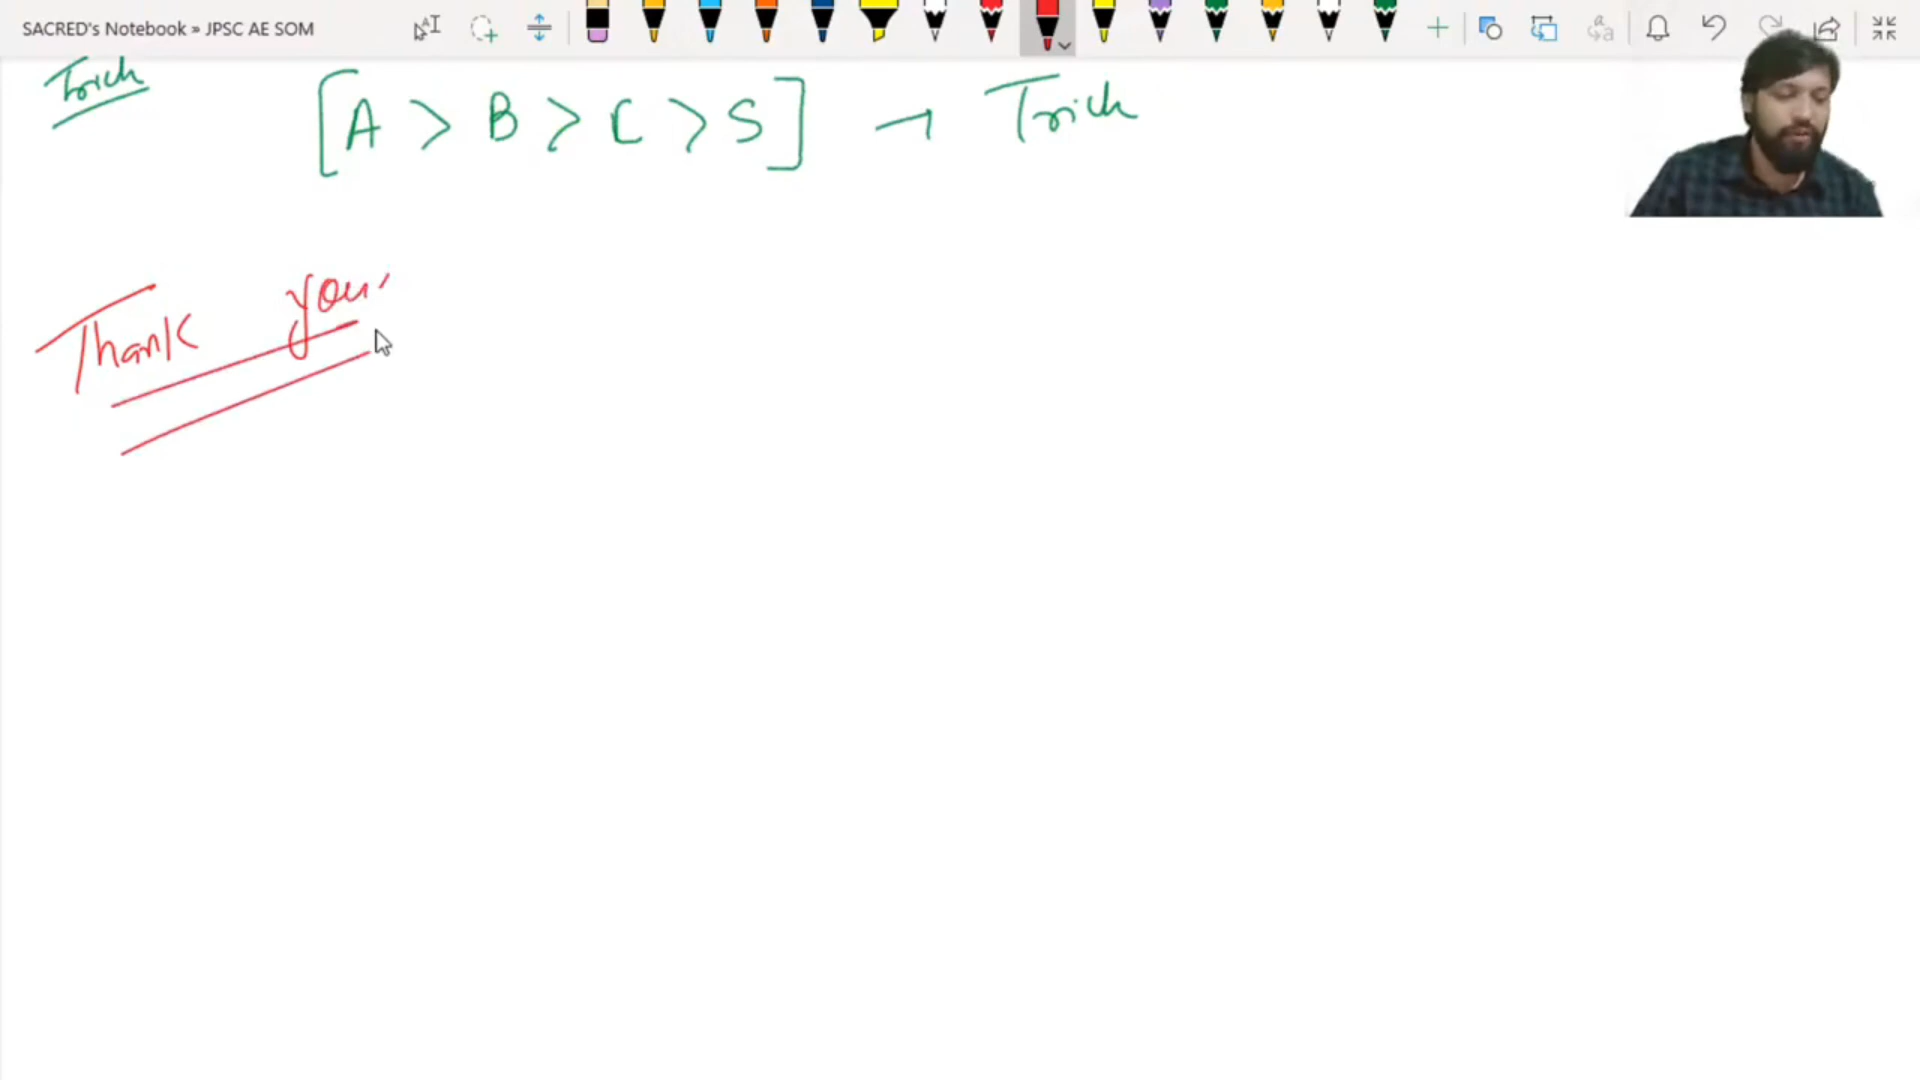 SACRED's Notebook » JPSC AE SOM
Trick
[A > B > C > S] → Trick
Thank you